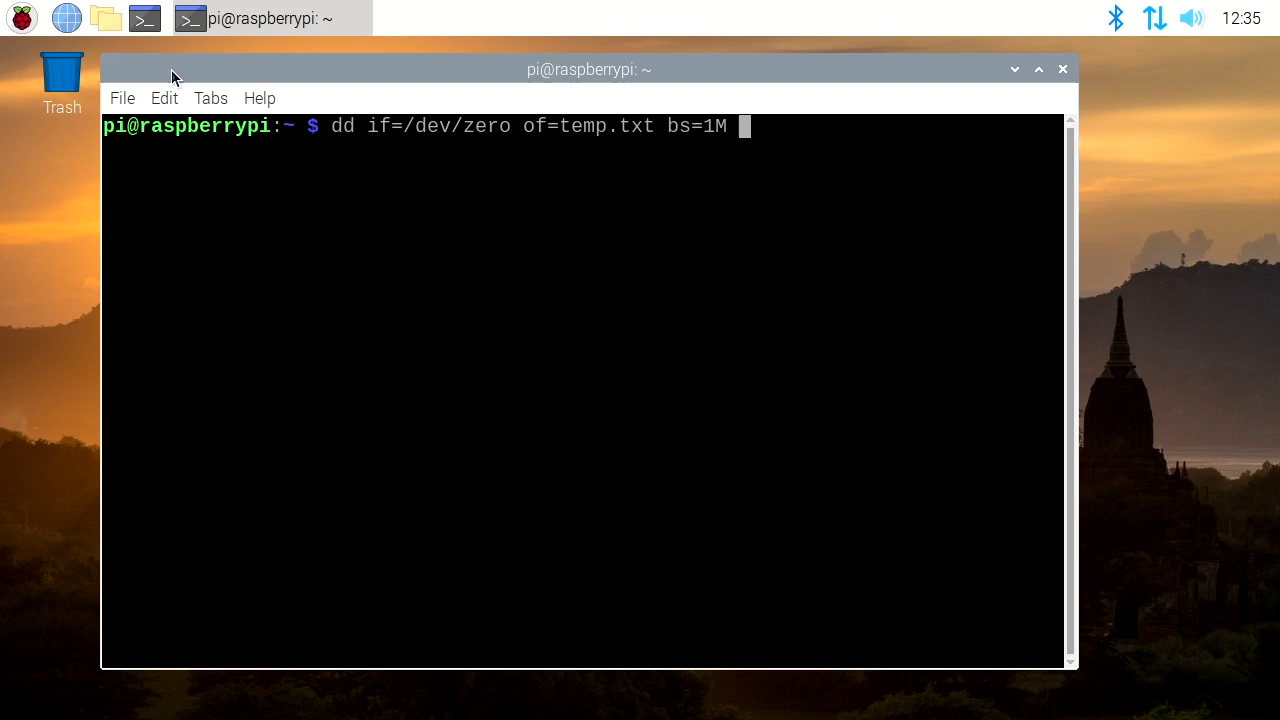 pi@raspberrypi: ~
12:35
Trash
pi@raspberrypi: ~
File Edit Tabs Help
pi@raspberrypi:~ $ dd if=/dev/zero of=temp.txt bs=1M